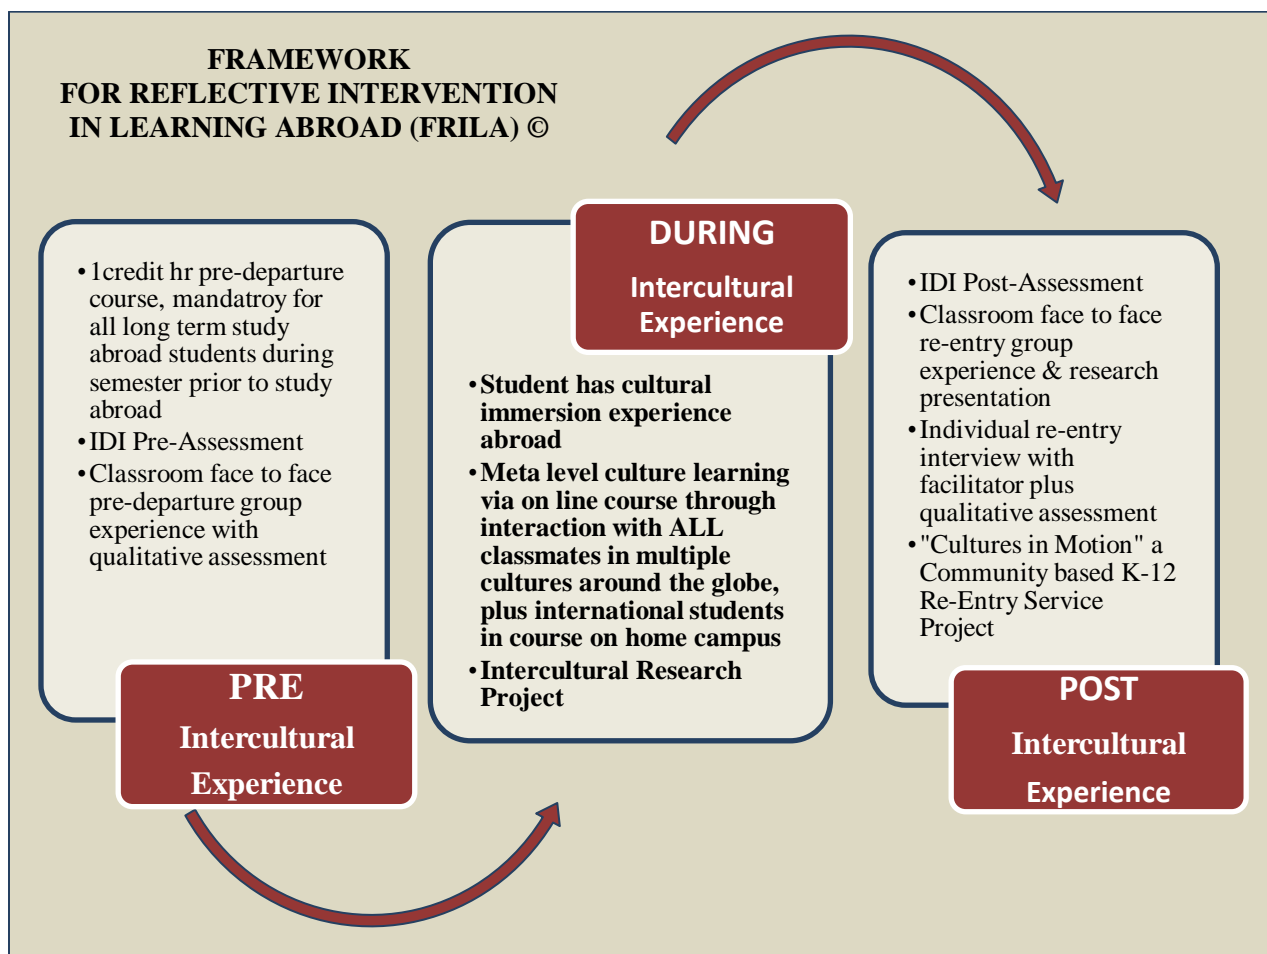 FRAMEWORK
FOR REFLECTIVE INTERVENTION
IN LEARNING ABROAD (FRILA) ©
•1credit hr pre-departure
course, mandatroy for
all long term study
abroad students during
semester prior to study
abroad
•IDI Pre-Assessment
•Classroom face to face
pre-departure group
experience with
qualitative assessment
PRE
Intercultural
Experience
DURING
Intercultural
Experience
•Student has cultural
immersion experience
abroad
•Meta level culture learning
via on line course through
interaction with ALL
classmates in multiple
cultures around the globe,
plus international students
in course on home campus
•Intercultural Research
Project
•IDI Post-Assessment
•Classroom face to face
re-entry group
experience & research
presentation
•Individual re-entry
interview with
facilitator plus
qualitative assessment
•"Cultures in Motion" a
Community based K-12
Re-Entry Service
Project
POST
Intercultural
Experience